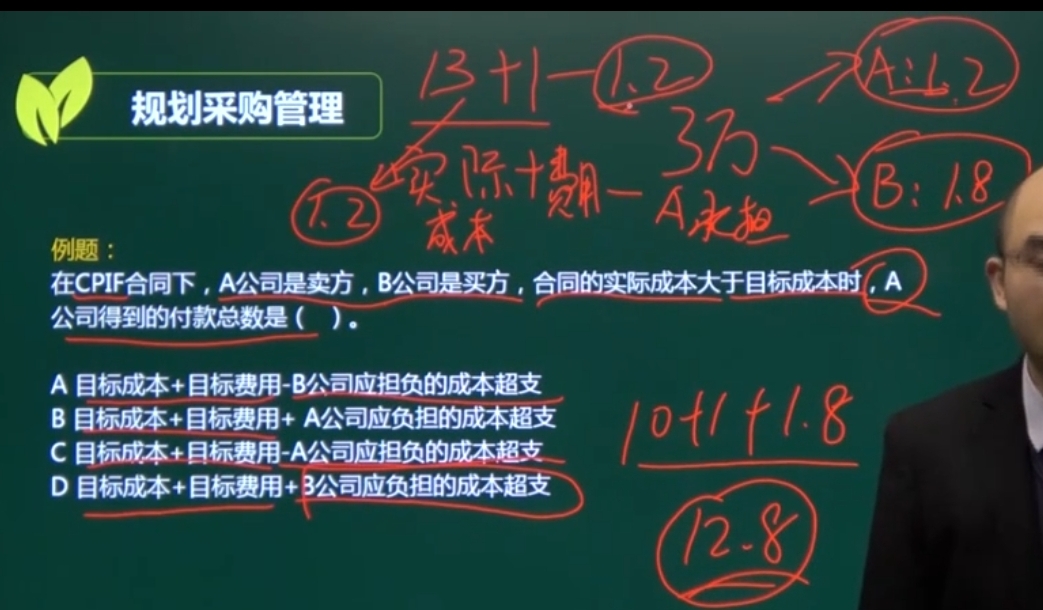 规划采购管理
13+1-1.2
A:1.2
3万
实际+费用-A承担
成本
1.2
B:1.8
例题：
在CPIF合同下，A公司是卖方，B公司是买方，合同的实际成本大于目标成本时，A
公司得到的付款总数是（ ）。
A 目标成本+目标费用-B公司应担负的成本超支
B 目标成本+目标费用+ A公司应负担的成本超支
C 目标成本+目标费用-A公司应担负的成本超支
D 目标成本+目标费用+B公司应负担的成本超支
10+1+1.8
12.8